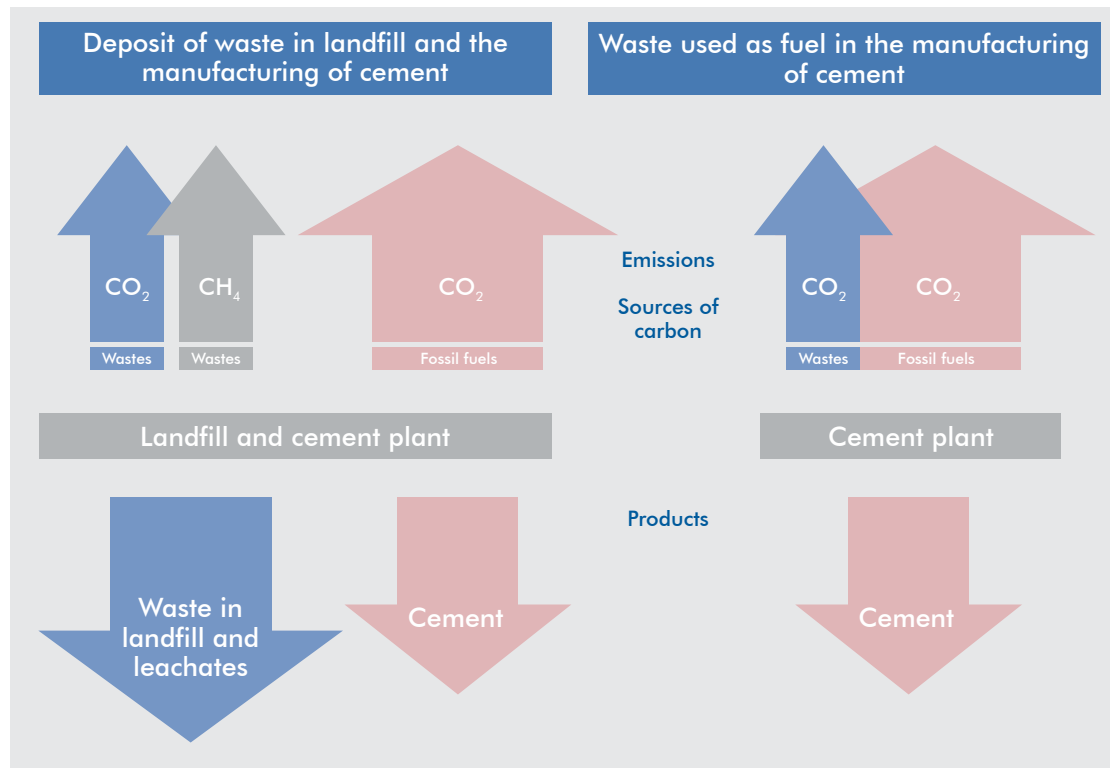 Deposit of waste in landfill and the
manufacturing of cement
Waste used as fuel in the manufacturing
of cement
CO₂
CH₄
CO₂
Emissions
Sources of
carbon
CO₂
CO₂
Wastes
Wastes
Fossil fuels
Wastes
Fossil fuels
Landfill and cement plant
Cement plant
Products
Waste in
landfill and
leachates
Cement
Cement